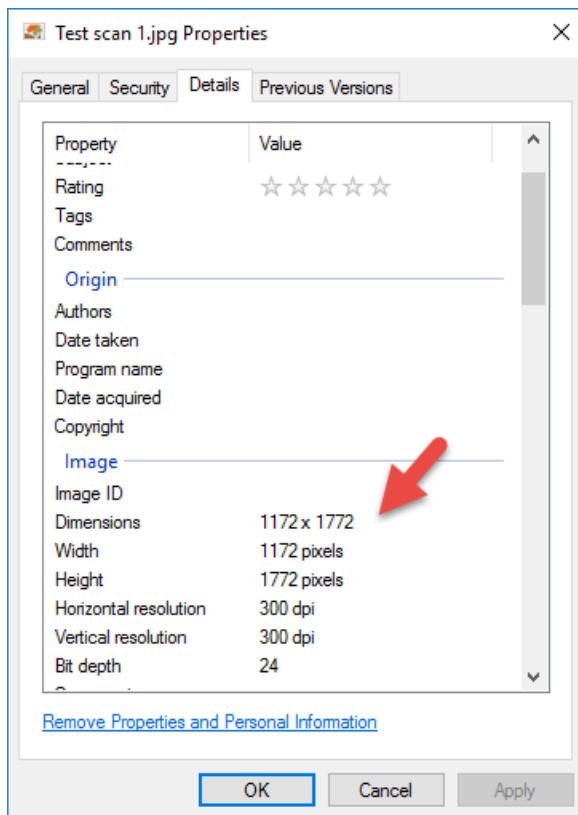 Test scan 1.jpg Properties
General Security Details Previous Versions
Property Value
Rating
Tags
Comments
Origin
Authors
Date taken
Program name
Date acquired
Copyright
Image
Image ID
Dimensions 1172 x 1772
Width 1172 pixels
Height 1772 pixels
Horizontal resolution 300 dpi
Vertical resolution 300 dpi
Bit depth 24
Remove Properties and Personal Information
OK Cancel Apply